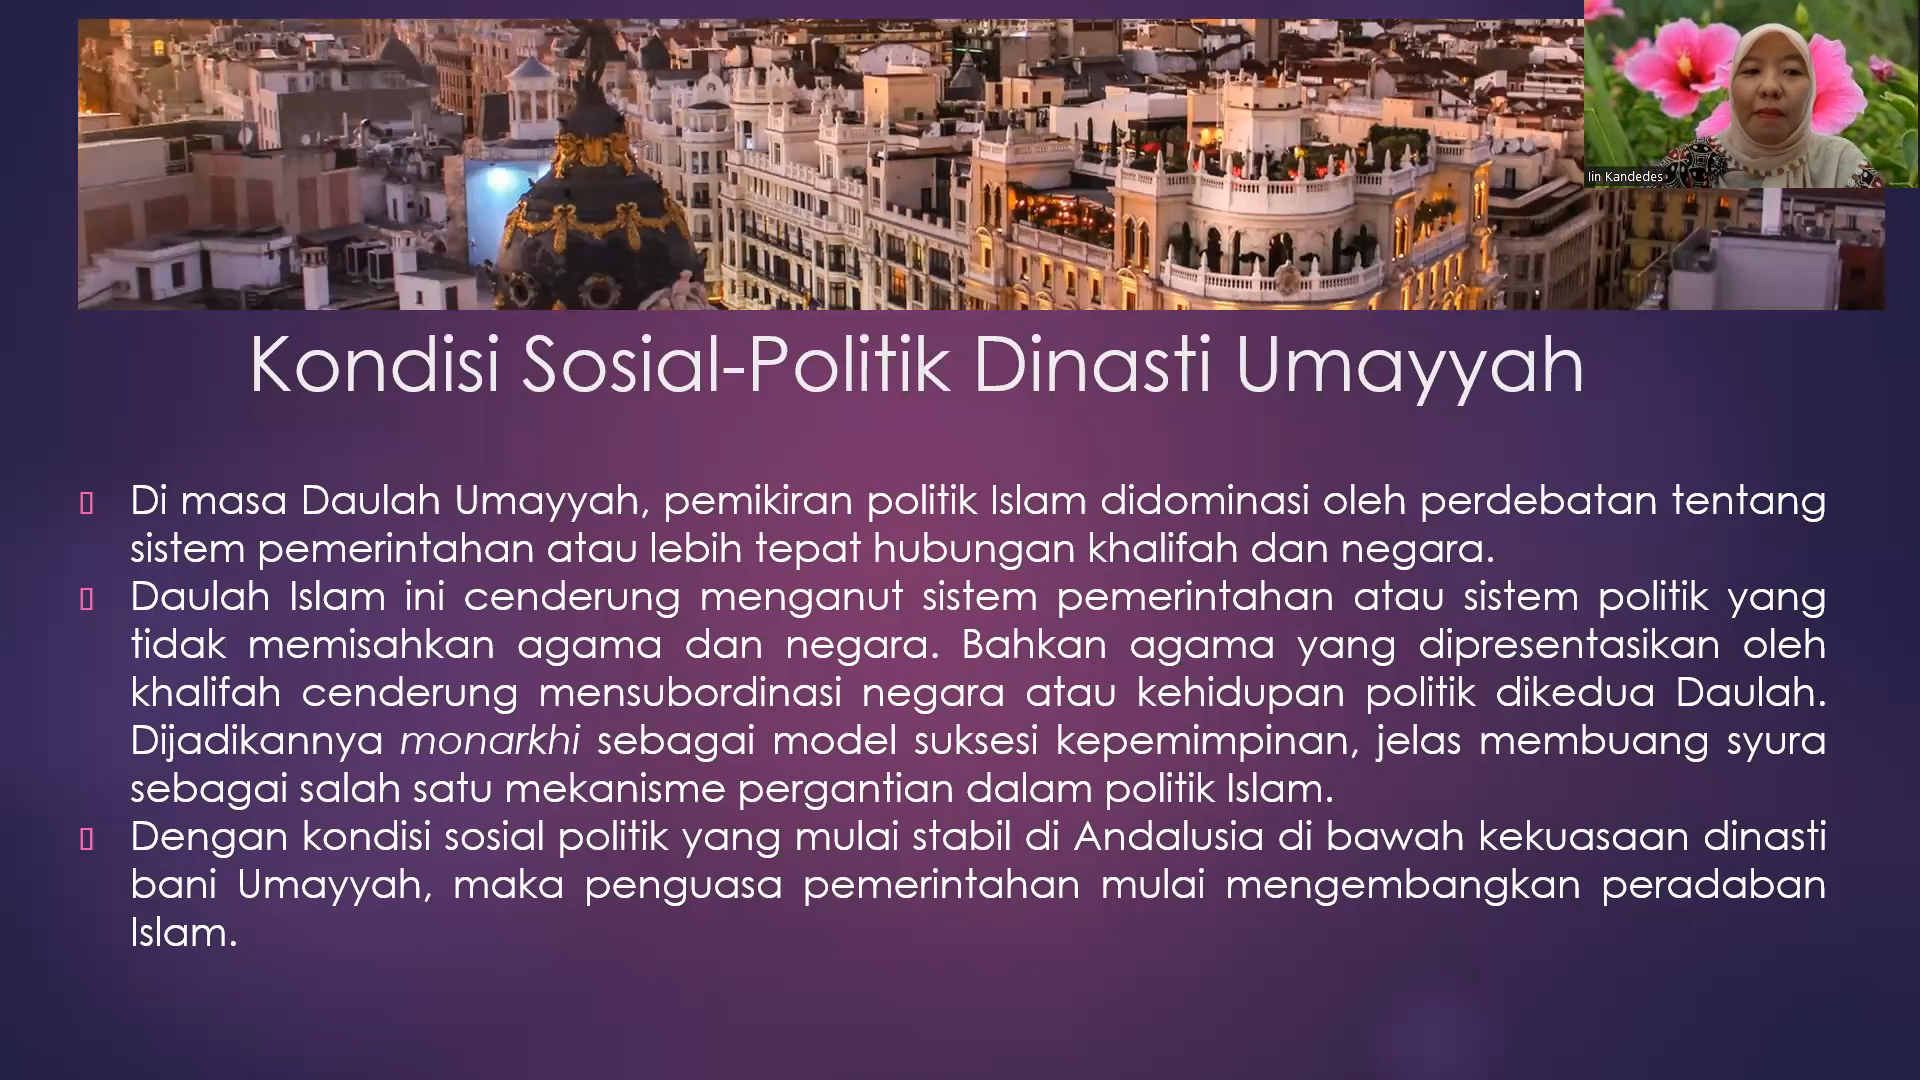 Iin Kandedes
Kondisi Sosial-Politik Dinasti Umayyah
Di masa Daulah Umayyah, pemikiran politik Islam didominasi oleh perdebatan tentang
sistem pemerintahan atau lebih tepat hubungan khalifah dan negara.
Daulah Islam ini cenderung menganut sistem pemerintahan atau sistem politik yang
tidak memisahkan agama dan negara. Bahkan agama yang dipresentasikan oleh
khalifah cenderung mensubordinasi negara atau kehidupan politik dikedua Daulah.
Dijadikannya monarkhi sebagai model suksesi kepemimpinan, jelas membuang syura
sebagai salah satu mekanisme pergantian dalam politik Islam.
Dengan kondisi sosial politik yang mulai stabil di Andalusia di bawah kekuasaan dinasti
bani Umayyah, maka penguasa pemerintahan mulai mengembangkan peradaban
Islam.